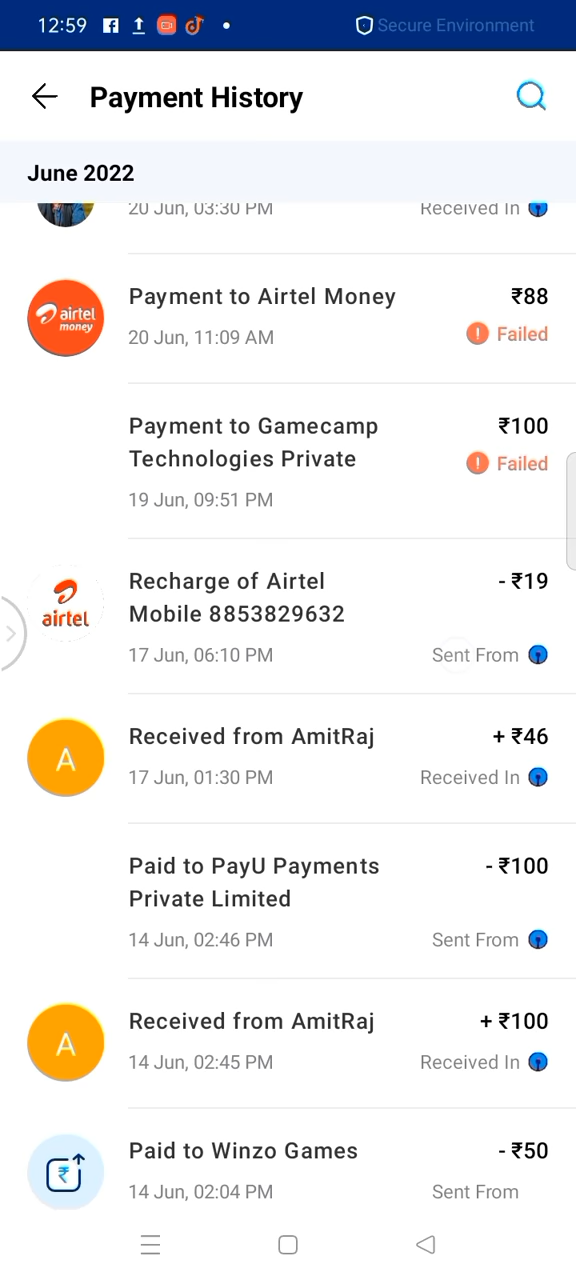 12:59
Secure Environment
Payment History
June 2022
20 Jun, 03:30 PM
Received In
airtel
money
Payment to Airtel Money
₹88
20 Jun, 11:09 AM
! Failed
Payment to Gamecamp
Technologies Private
₹100
! Failed
19 Jun, 09:51 PM
airtel
Recharge of Airtel
Mobile 8853829632
- ₹19
17 Jun, 06:10 PM
Sent From
A
Received from AmitRaj
+ ₹46
17 Jun, 01:30 PM
Received In
Paid to PayU Payments
Private Limited
- ₹100
14 Jun, 02:46 PM
Sent From
A
Received from AmitRaj
+ ₹100
14 Jun, 02:45 PM
Received In
₹
Paid to Winzo Games
- ₹50
14 Jun, 02:04 PM
Sent From